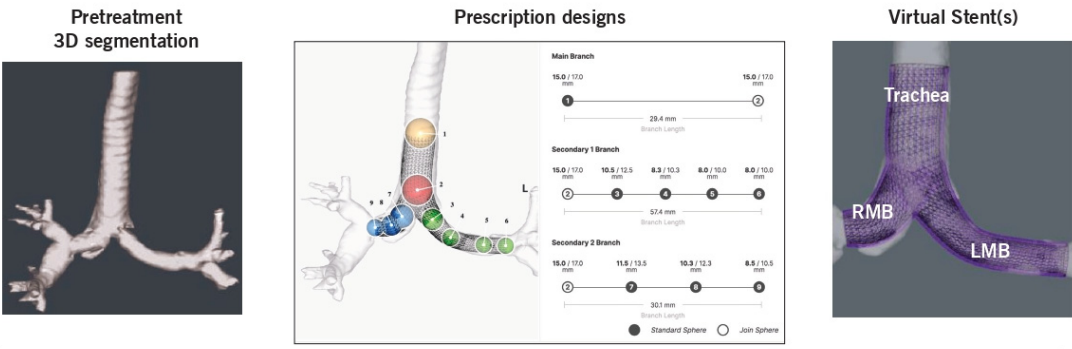 Pretreatment
3D segmentation
Prescription designs
Virtual Stent(s)
1
2
3
4
5
6
7
8
9
L
Main Branch
15.0 / 17.0 mm
15.0 / 17.0 mm
1
2
29.4 mm
Branch Length
Secondary 1 Branch
15.0 / 17.0 mm
10.5 / 12.5 mm
8.3 / 10.3 mm
8.0 / 10.0 mm
8.0 / 10.0 mm
2
3
4
5
6
57.4 mm
Branch Length
Secondary 2 Branch
15.0 / 17.0 mm
11.5 / 13.5 mm
10.3 / 12.3 mm
8.5 / 10.5 mm
2
7
8
9
30.1 mm
Branch Length
Standard Sphere
Join Sphere
Trachea
RMB
LMB